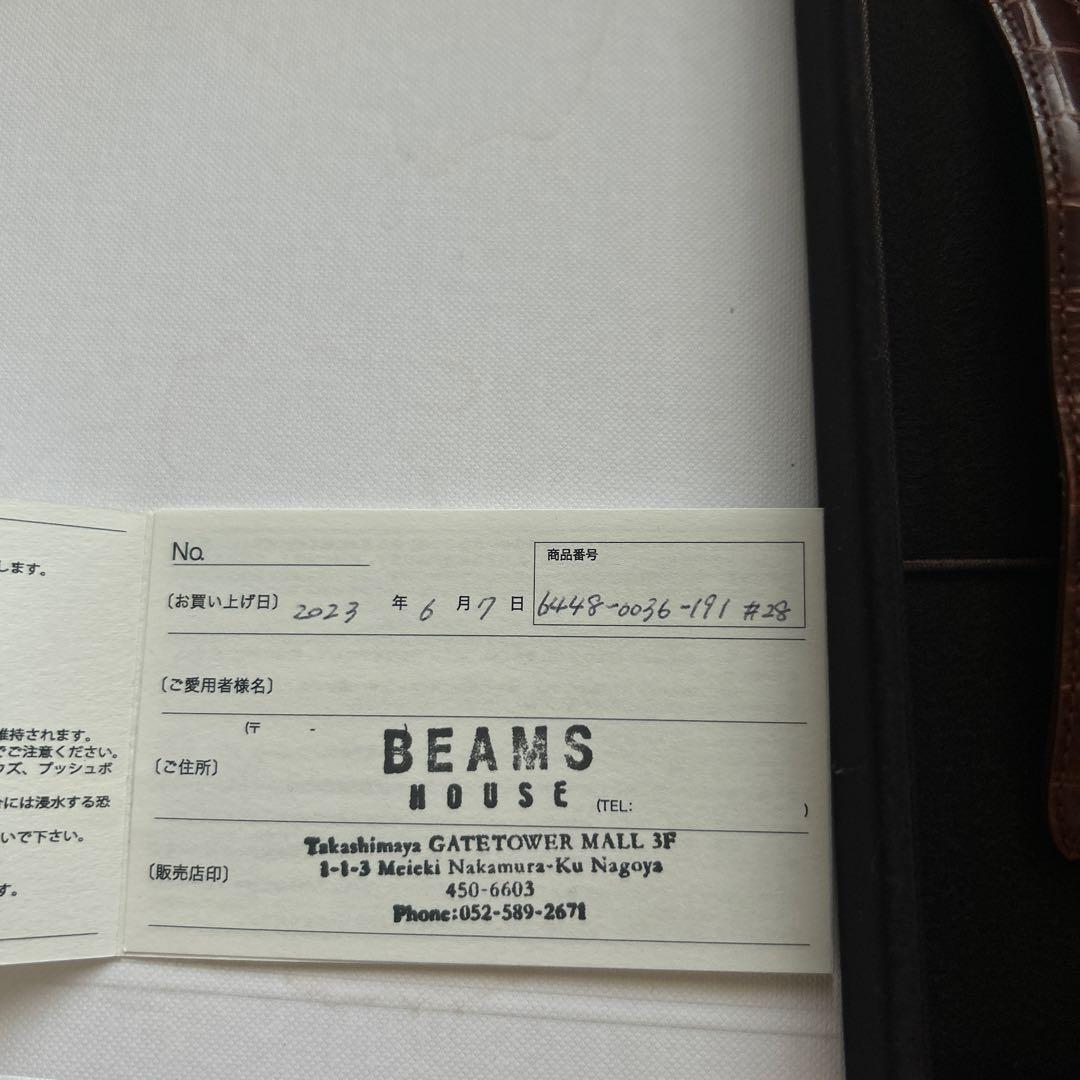 します。
維持されます。
でご注意ください。
ウズ、プッシュボ
合には浸水する恐
いで下さい。
す。
No.
商品番号
〔お買い上げ日〕 2023 年 6 月 7 日 6448-0036-191 #28
〔ご愛用者様名〕
(〒 - )
BEAMS
〔ご住所〕
HOUSE (TEL: )
Takashimaya GATETOWER MALL 3F
1-1-3 Meieki Nakamura-Ku Nagoya
〔販売店印〕
450-6603
Phone:052-589-2671